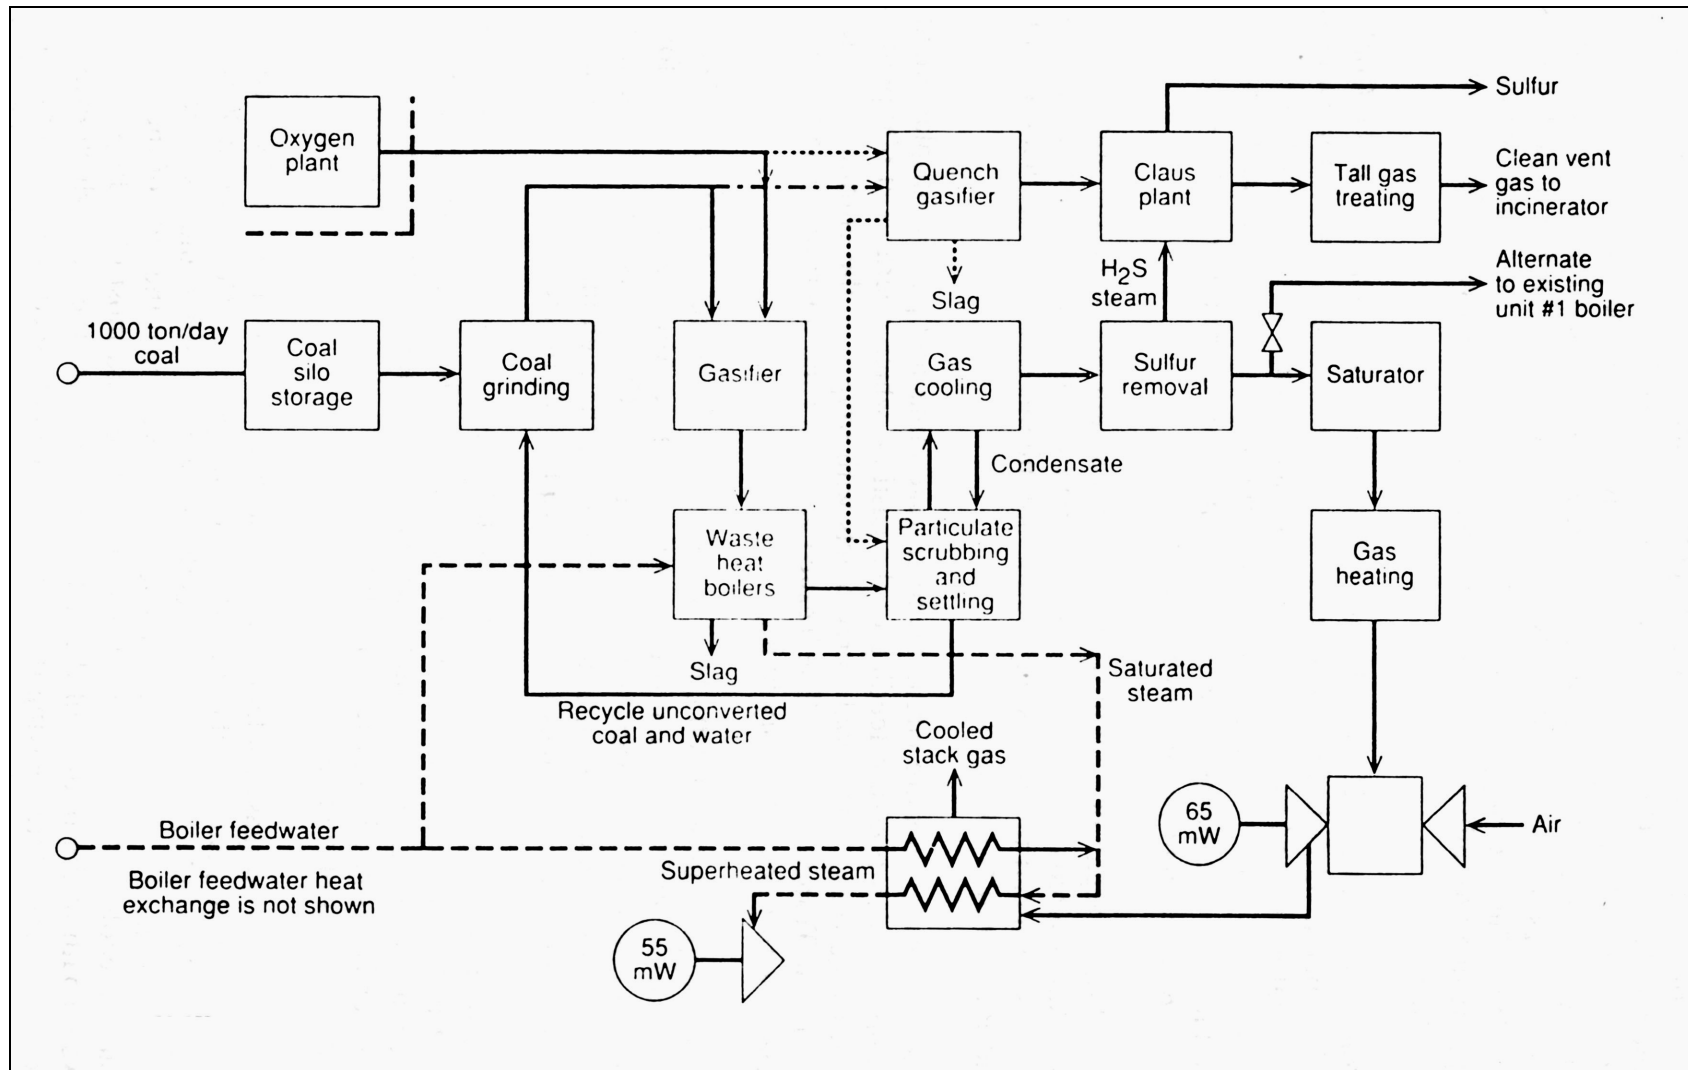 Sulfur
Oxygen
plant
Quench
gasifier
Claus
plant
Tall gas
treating
Clean vent
gas to
incinerator
H2S
steam
Alternate
to existing
unit #1 boiler
Slag
1000 ton/day
coal
Coal
silo
storage
Coal
grinding
Gasifier
Gas
cooling
Sulfur
removal
Saturator
Condensate
Waste
heat
boilers
Particulate
scrubbing
and
settling
Gas
heating
Slag
Saturated
steam
Recycle unconverted
coal and water
Cooled
stack gas
65
mW
Air
Boiler feedwater
Superheated steam
Boiler feedwater heat
exchange is not shown
55
mW